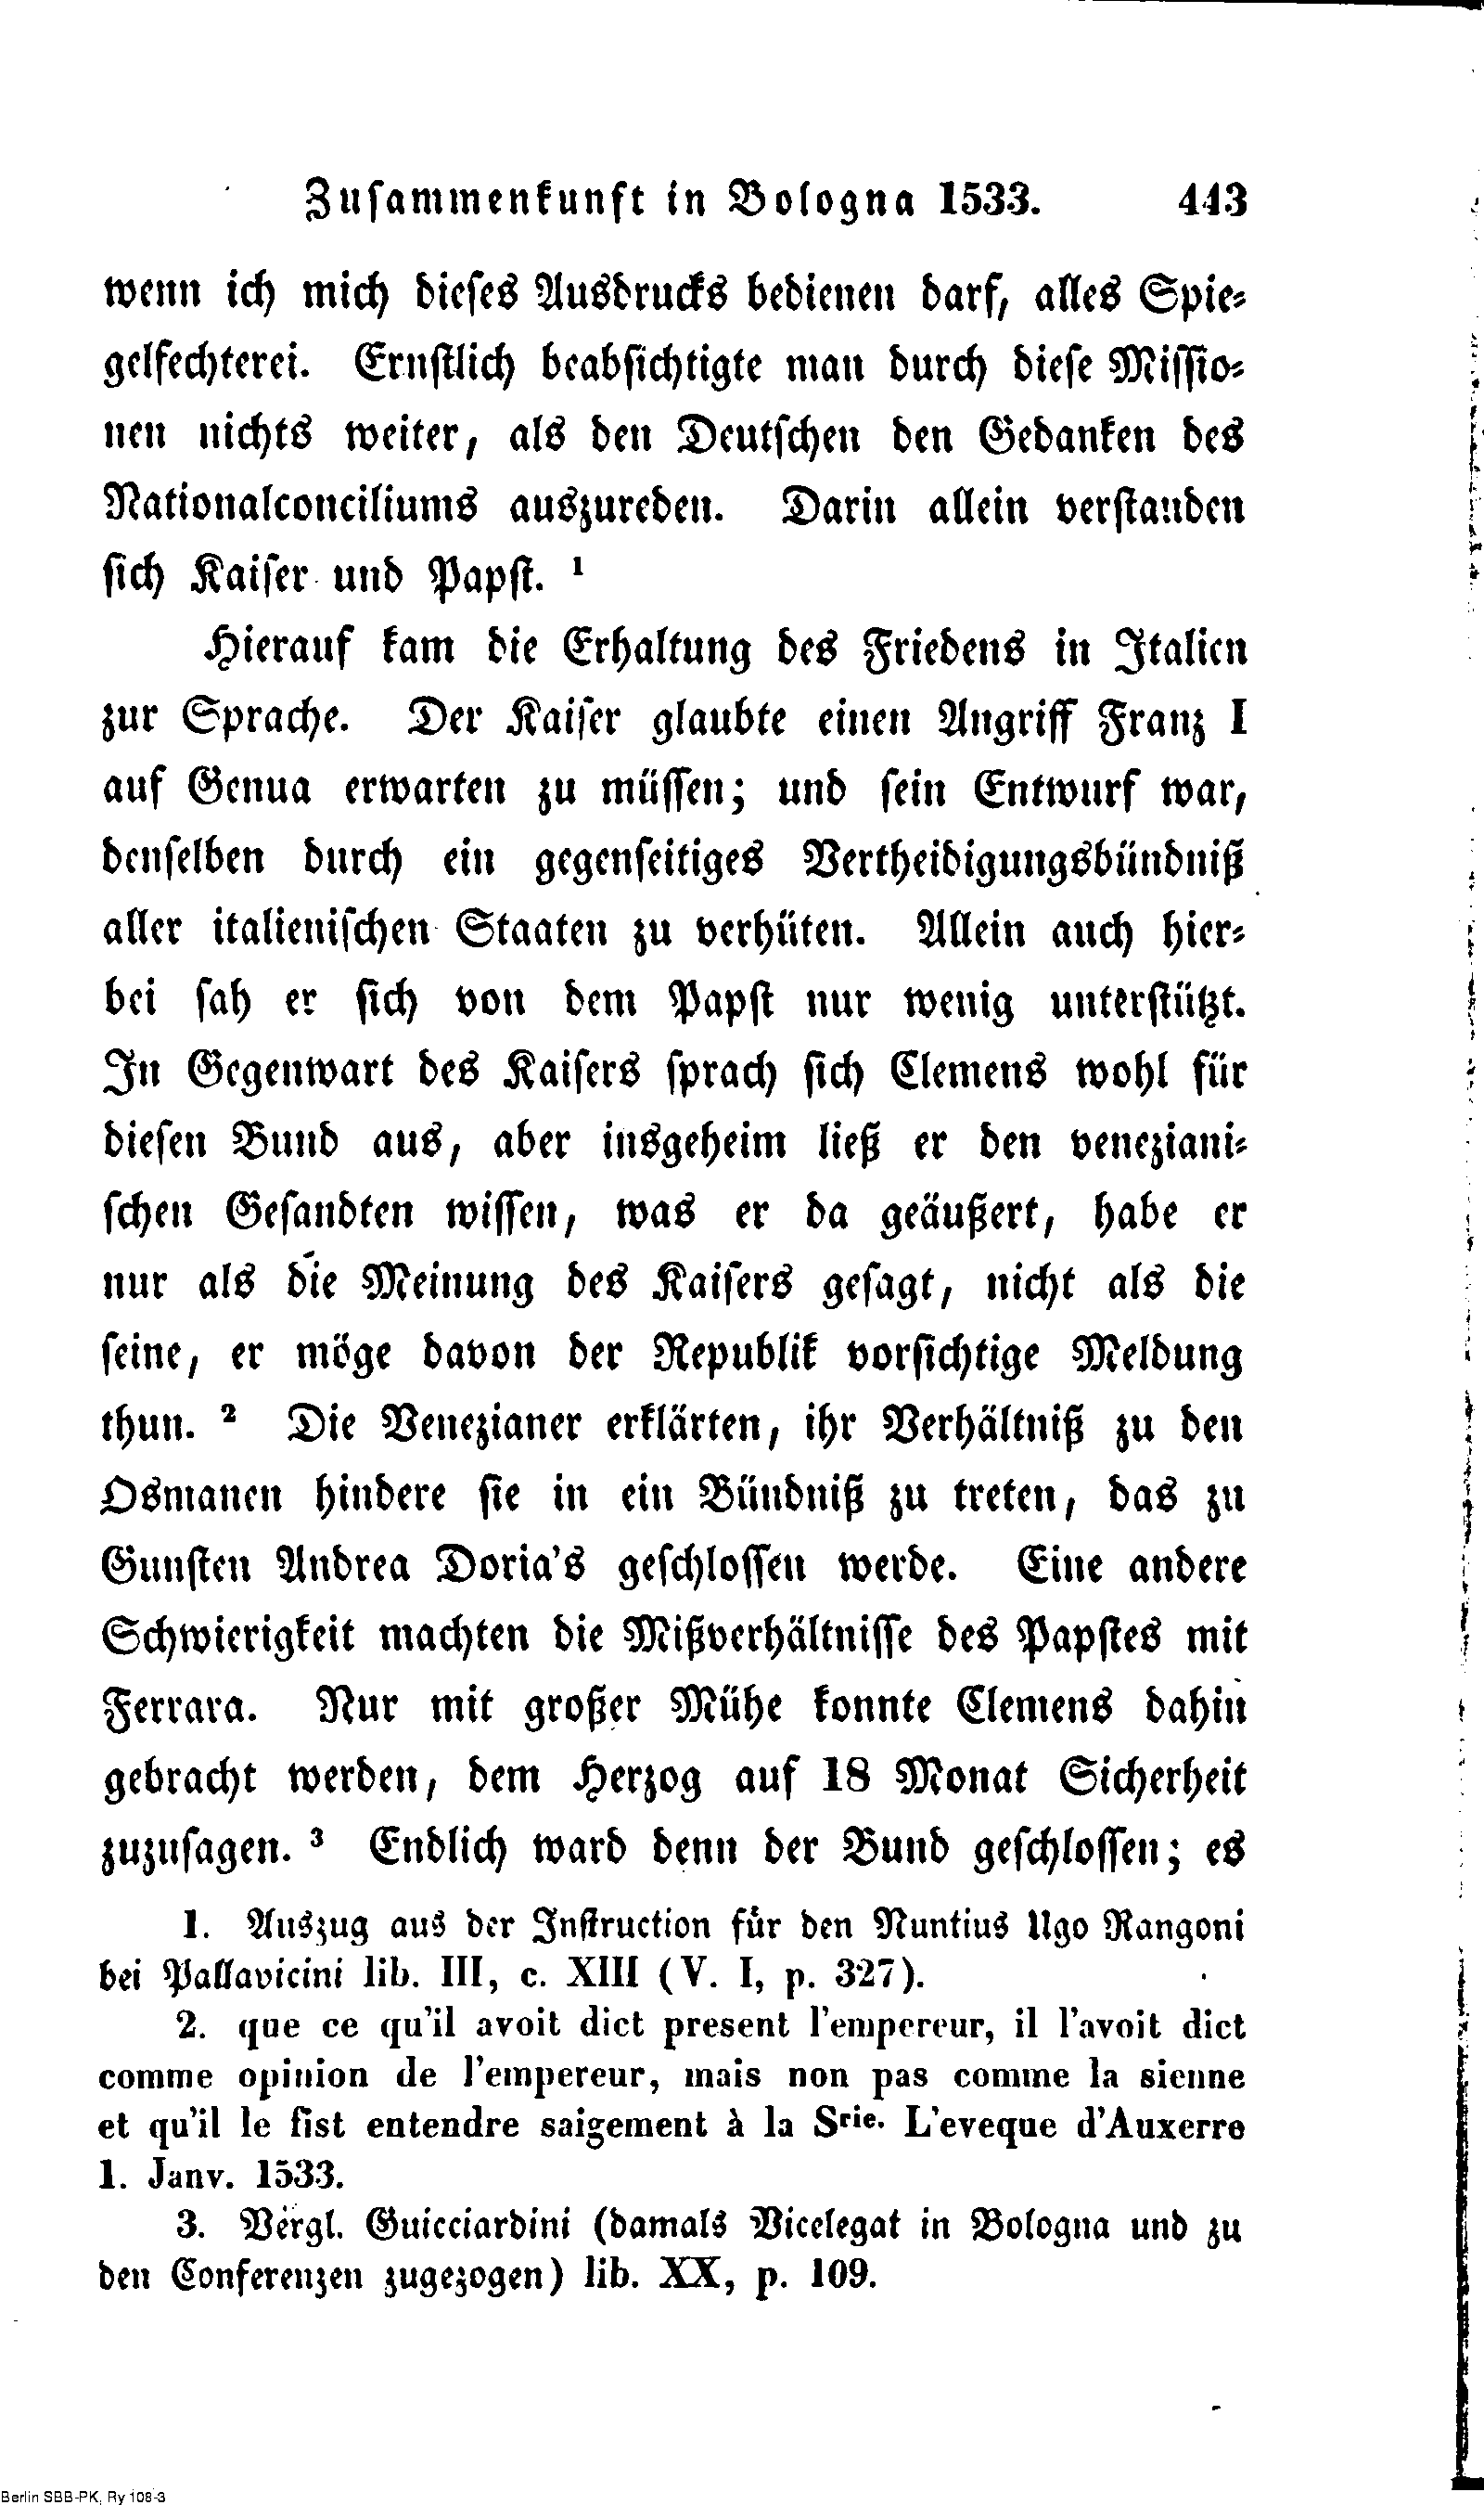 Zusammenkunft in Bologna 1533. 443
wenn ich mich dieses Ausdrucks bedienen darf, alles Spie⸗
gelfechterei. Ernstlich beabsichtigte man durch diese Missio⸗
nen nichts weiter, als den Deutschen den Gedanken des
Nationalconciliums auszureden. Darin allein verstanden
sich Kaiser und Papst. ¹
Hierauf kam die Erhaltung des Friedens in Italien
zur Sprache. Der Kaiser glaubte einen Angriff Franz I
auf Genua erwarten zu müssen; und sein Entwurf war,
denselben durch ein gegenseitiges Vertheidigungsbündniß
aller italienischen Staaten zu verhüten. Allein auch hier⸗
bei sah er sich von dem Papst nur wenig unterstützt.
In Gegenwart des Kaisers sprach sich Clemens wohl für
diesen Bund aus, aber insgeheim ließ er den veneziani⸗
schen Gesandten wissen, was er da geäußert, habe er
nur als die Meinung des Kaisers gesagt, nicht als die
seine, er möge davon der Republik vorsichtige Meldung
thun. ² Die Venezianer erklärten, ihr Verhältniß zu den
Osmanen hindere sie in ein Bündniß zu treten, das zu
Gunsten Andrea Doria's geschlossen werde. Eine andere
Schwierigkeit machten die Mißverhältnisse des Papstes mit
Ferrara. Nur mit großer Mühe konnte Clemens dahin
gebracht werden, dem Herzog auf 18 Monat Sicherheit
zuzusagen. ³ Endlich ward denn der Bund geschlossen; es
1. Auszug aus der Instruction für den Nuntius Ugo Rangoni
bei Pallavicini lib. III, c. XIII (V. I, p. 327).
2. que ce qu'il avoit dict present l'empereur, il l'avoit dict
comme opinion de l'empereur, mais non pas comme la sienne
et qu'il le fist entendre saigement à la Sʳⁱᵉ. L'eveque d'Auxerre
1. Janv. 1533.
3. Vergl. Guicciardini (damals Vicelegat in Bologna und zu
den Conferenzen zugezogen) lib. XX, p. 109.
Berlin SBB-PK, Ry 108-3